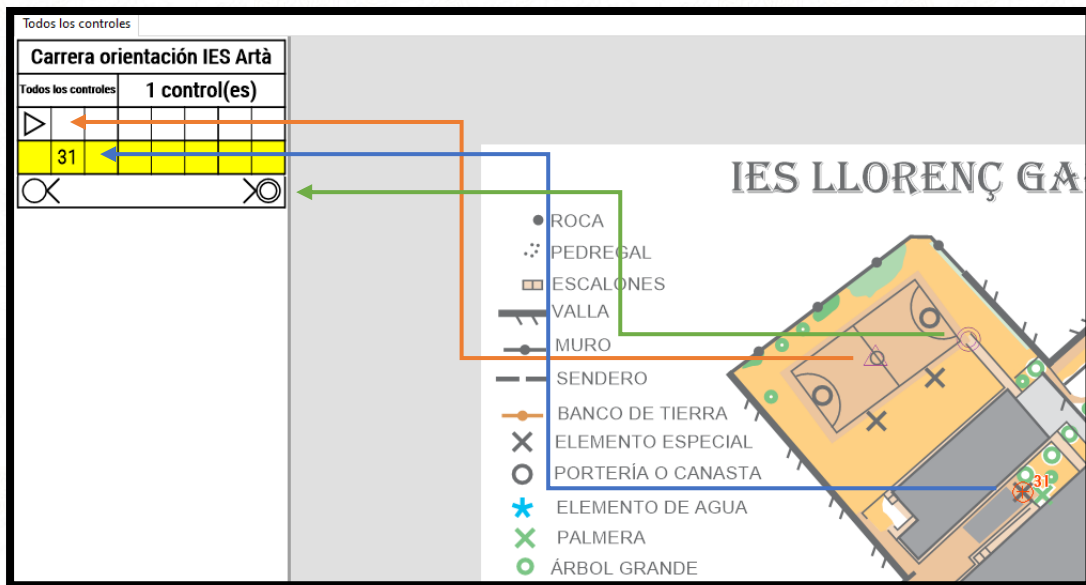 Todos los controles
Carrera orientación IES Artà
Todos los controles 1 control(es)
31
IES LLORENÇ GA
ROCA
PEDREGAL
ESCALONES
VALLA
MURO
SENDERO
BANCO DE TIERRA
ELEMENTO ESPECIAL
PORTERÍA O CANASTA
31
ELEMENTO DE AGUA
PALMERA
ÁRBOL GRANDE